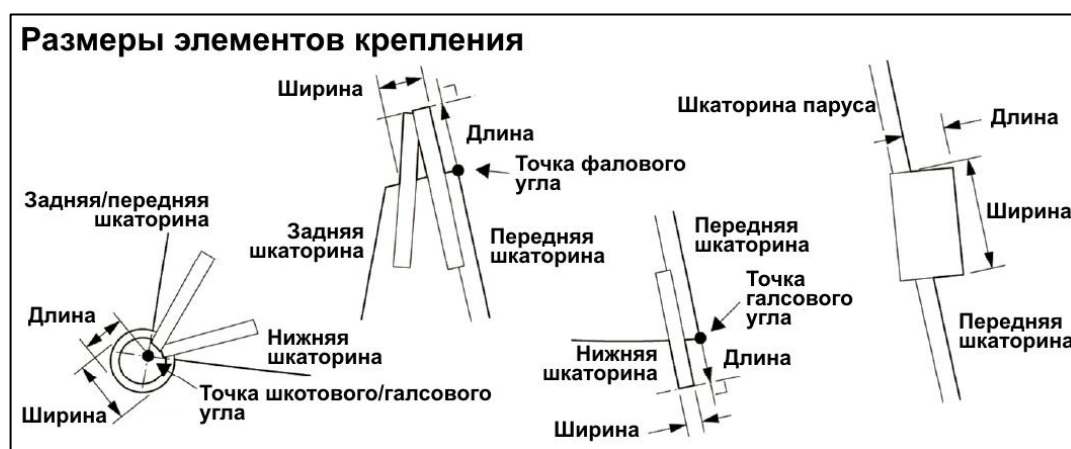 Размеры элементов крепления
Ширина
Длина
Точка фалового
угла
Задняя/передняя
шкаторина
Задняя
шкаторина
Передняя
шкаторина
Длина
Нижняя
шкаторина
Точка шкотового/галсового
угла
Ширина
Передняя
шкаторина
Точка
галсового
угла
Нижняя
шкаторина
Длина
Ширина
Шкаторина паруса
Длина
Ширина
Передняя
шкаторина